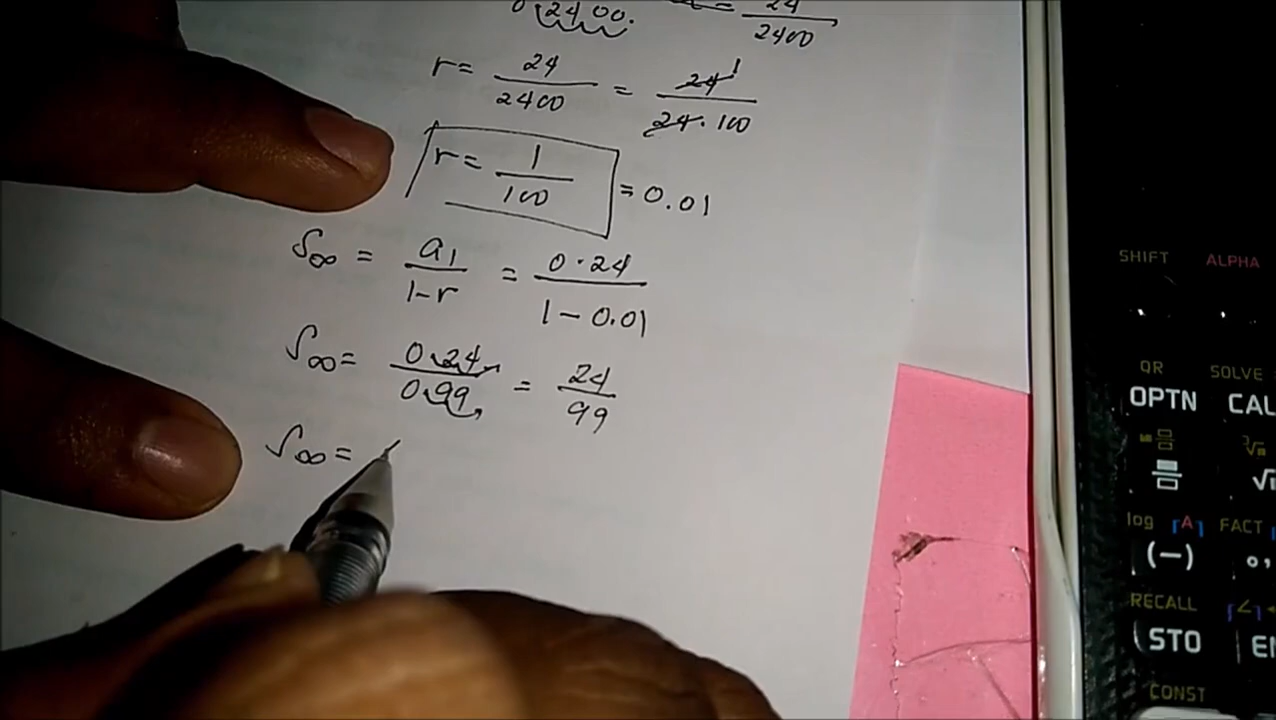 0.2400. = 24/2400
r = 24/2400 = 24 1/24·100
r = 1/100 = 0.01
S∞ = a1/1-r = 0.24/1-0.01
S∞ = 0.24/0.99 = 24/99
S∞ =
SHIFT ALPHA
QR SOLVE
OPTN CAL
log [A] FACT
(−)
RECALL
STO
CONST